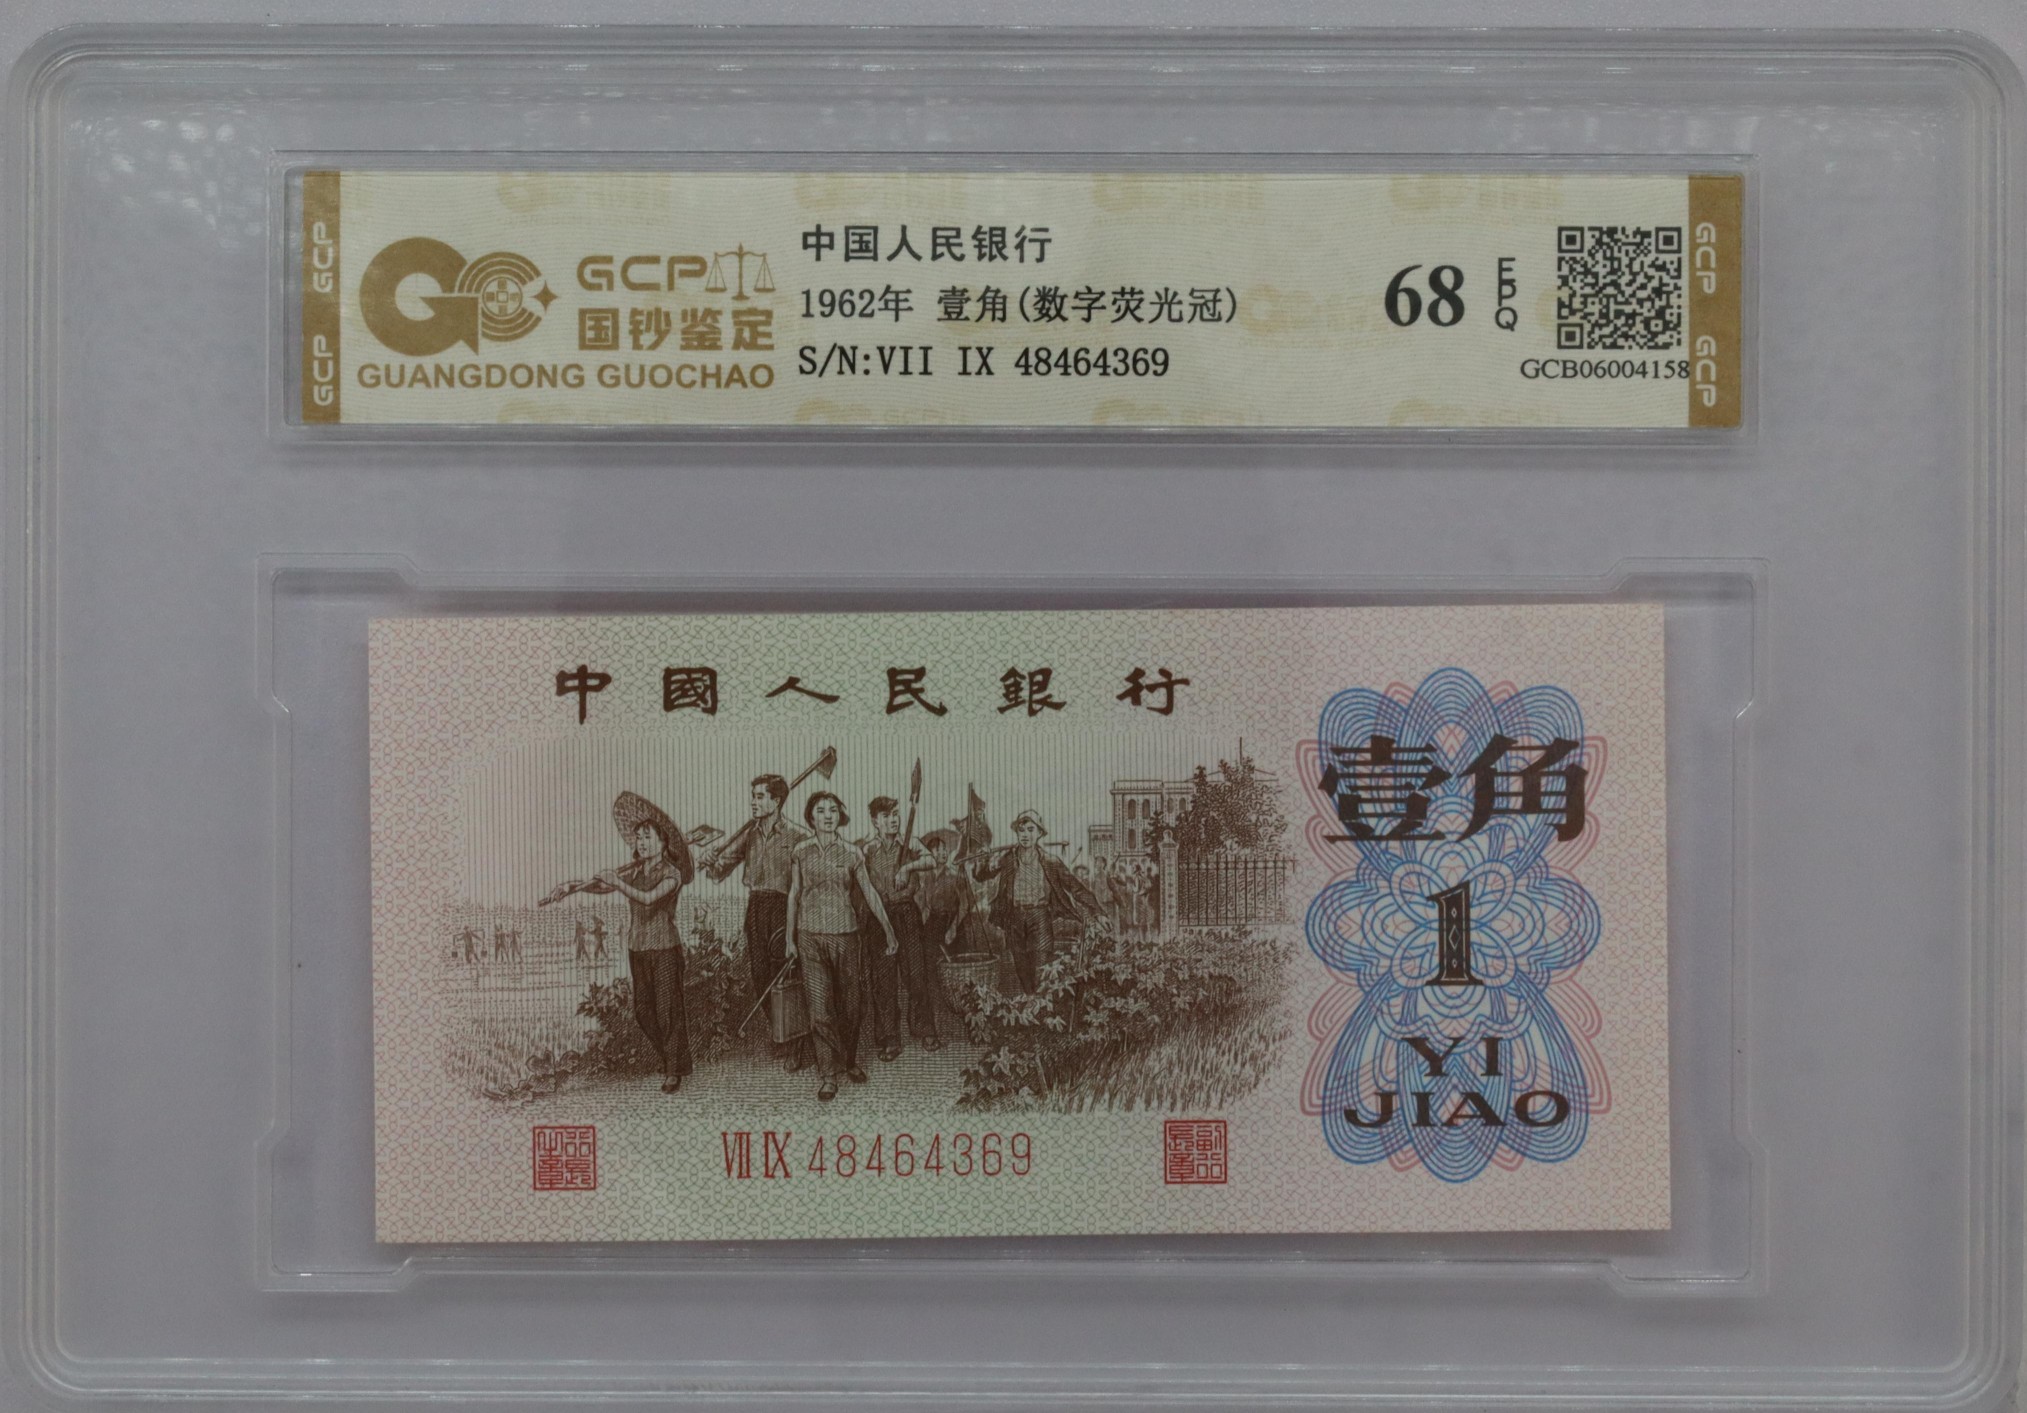 GCP
GCP
GCP
国钞鉴定
GUANGDONG GUOCHAO
中国人民银行
1962年 壹角(数字荧光冠)
S/N:VII IX 48464369
68 EPQ
GCB06004158
GCP
GCP
中國人民銀行
壹角
1
YI
JIAO
VII IX 48464369